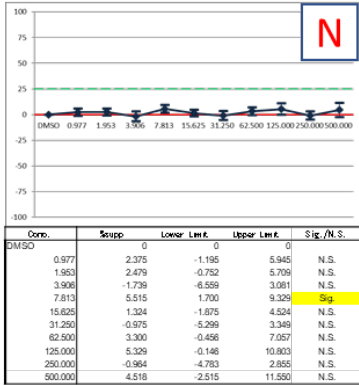 100
75
50
25
0
-25
-50
-75
-100
N
DMSO 0.977 1.953 3.906 7.813 15.625 31.250 62.500 125.000 250.000 500.000
Conc. %supp Lower Limit Upper Limit Sig./N.S.
DMSO 0 0 0
0.977 2.375 -1.195 5.945 N.S.
1.953 2.479 -0.752 5.709 N.S.
3.906 -1.739 -6.559 3.081 N.S.
7.813 5.515 1.700 9.329 Sig.
15.625 1.324 -1.875 4.524 N.S.
31.250 -0.975 -5.299 3.349 N.S.
62.500 3.300 -0.456 7.057 N.S.
125.000 5.329 -0.146 10.803 N.S.
250.000 -0.964 -4.783 2.855 N.S.
500.000 4.518 -2.515 11.550 N.S.